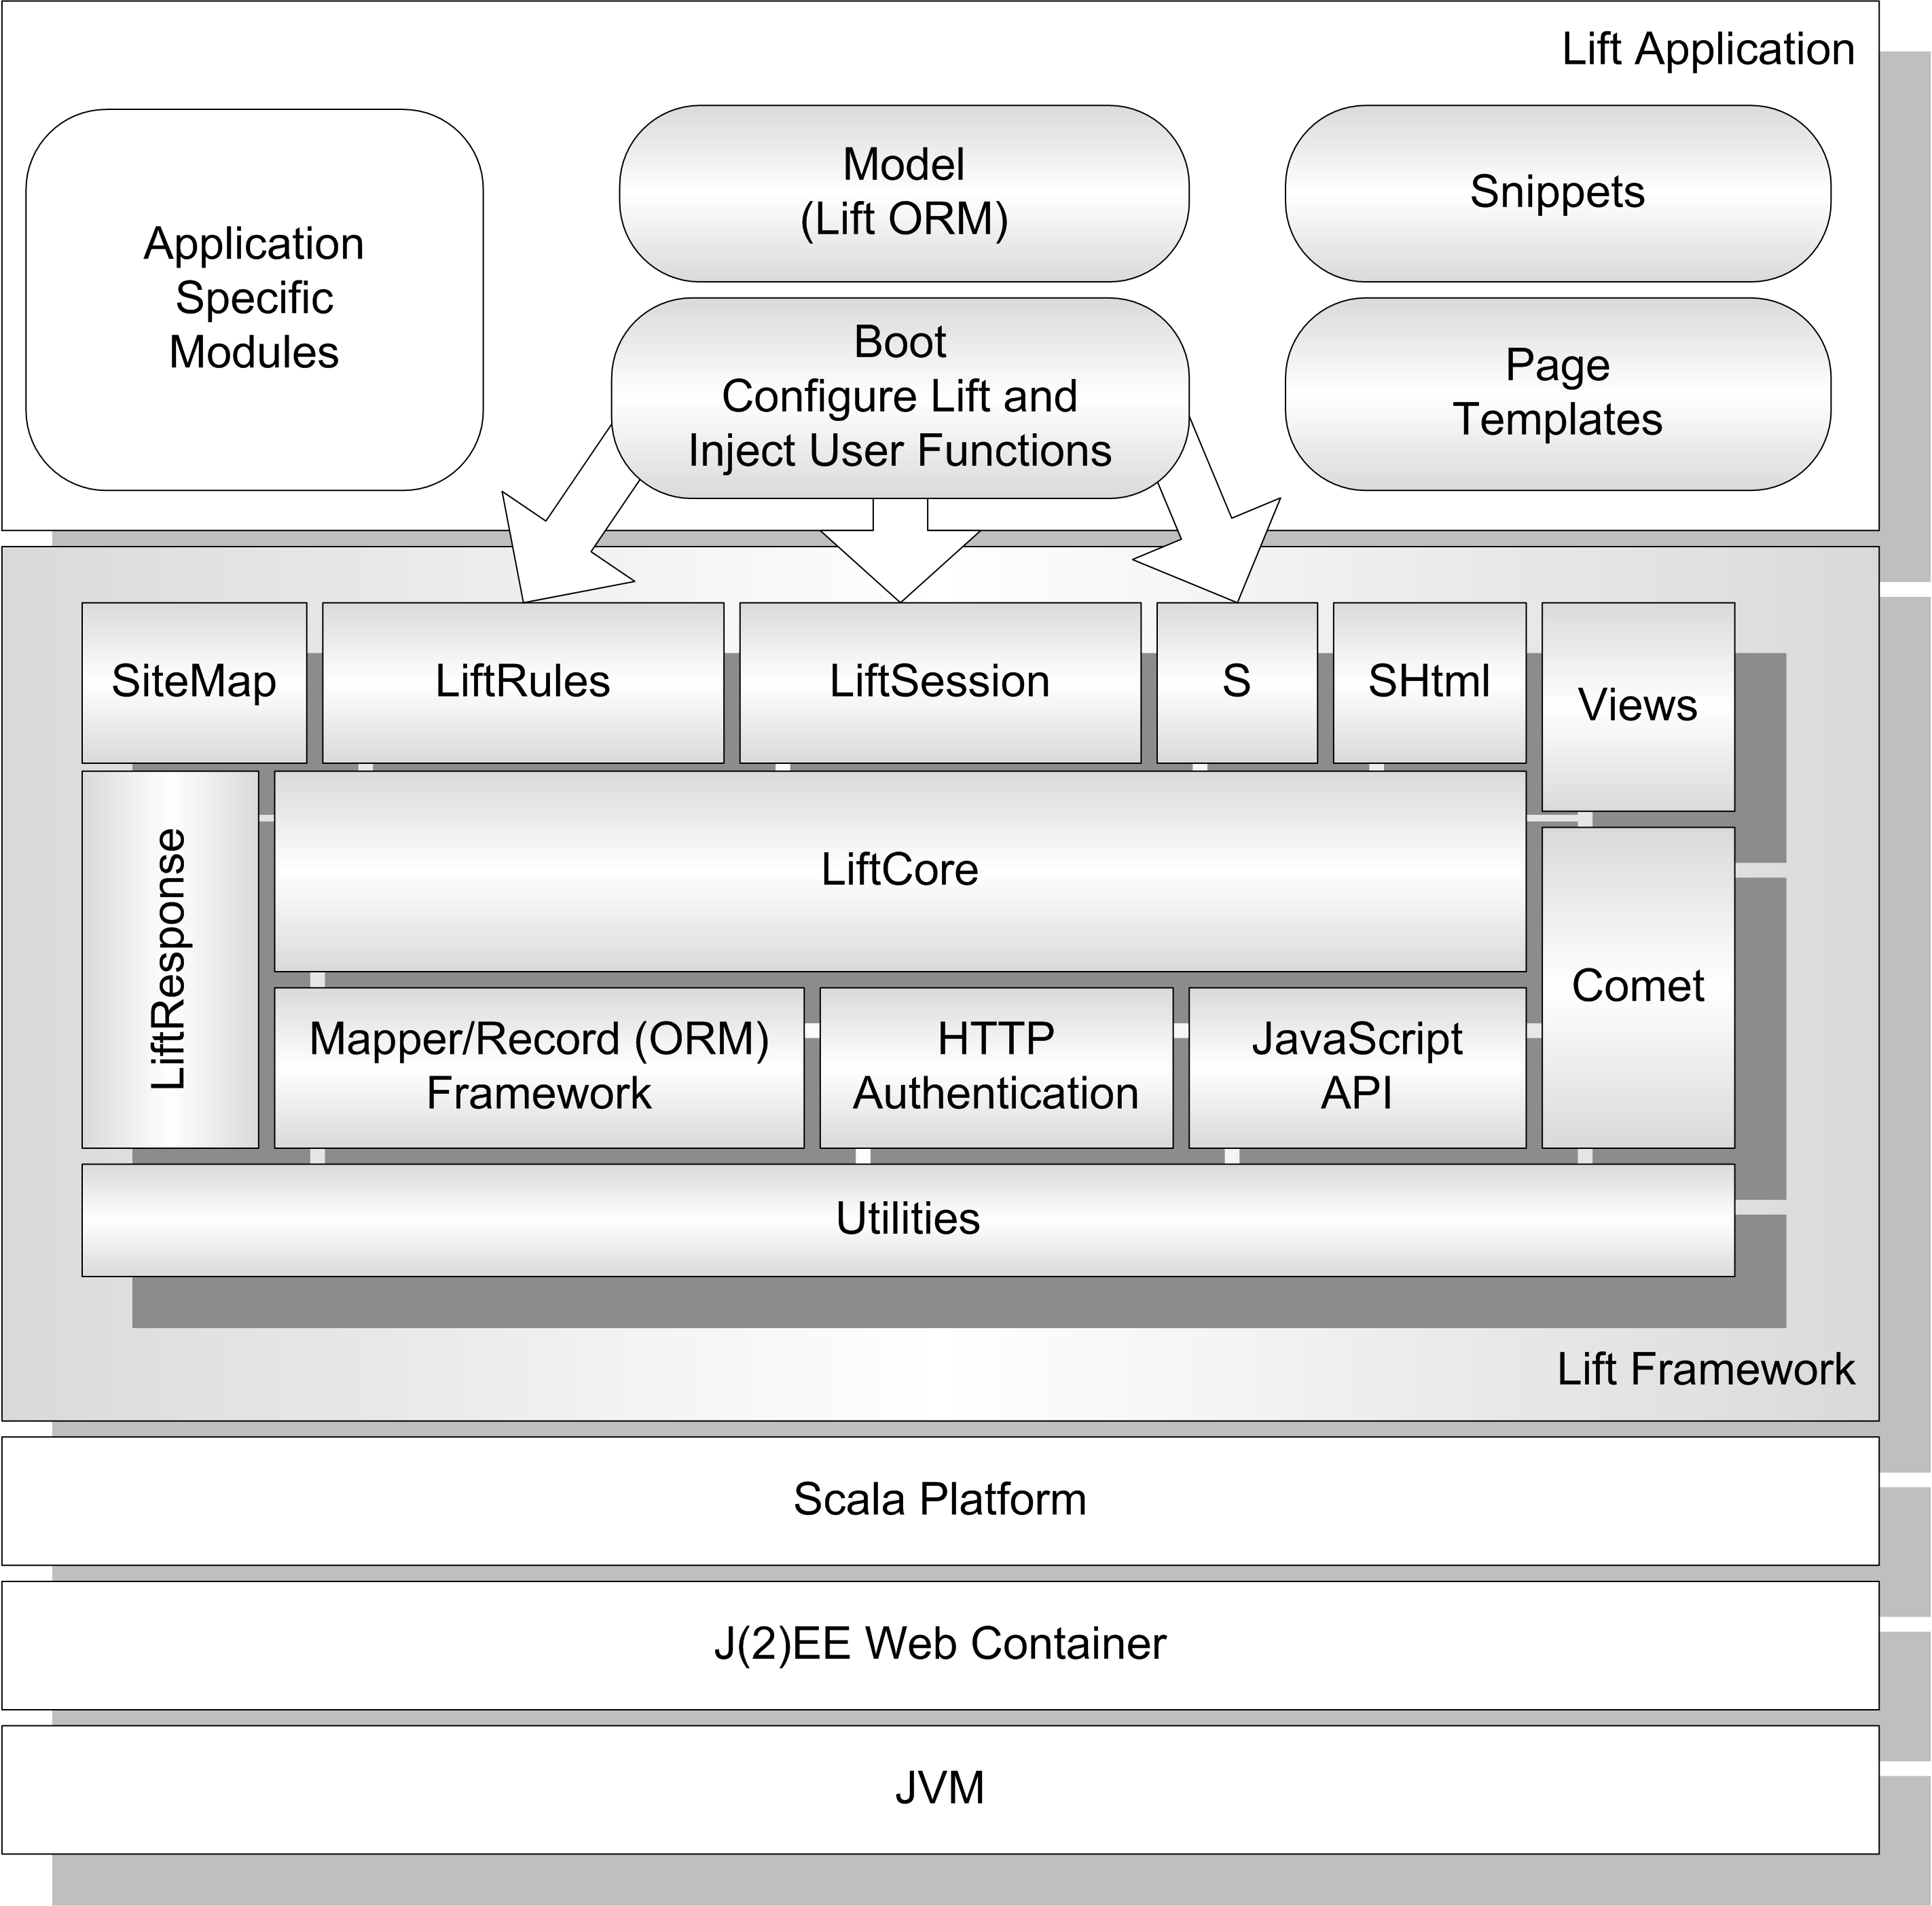 Lift Application
Application
Specific
Modules
Model
(Lift ORM)
Snippets
Boot
Configure Lift and
Inject User Functions
Page
Templates
SiteMap
LiftRules
LiftSession
S
SHtml
Views
LiftResponse
LiftCore
Comet
Mapper/Record (ORM)
Framework
HTTP
Authentication
JavaScript
API
Utilities
Lift Framework
Scala Platform
J(2)EE Web Container
JVM